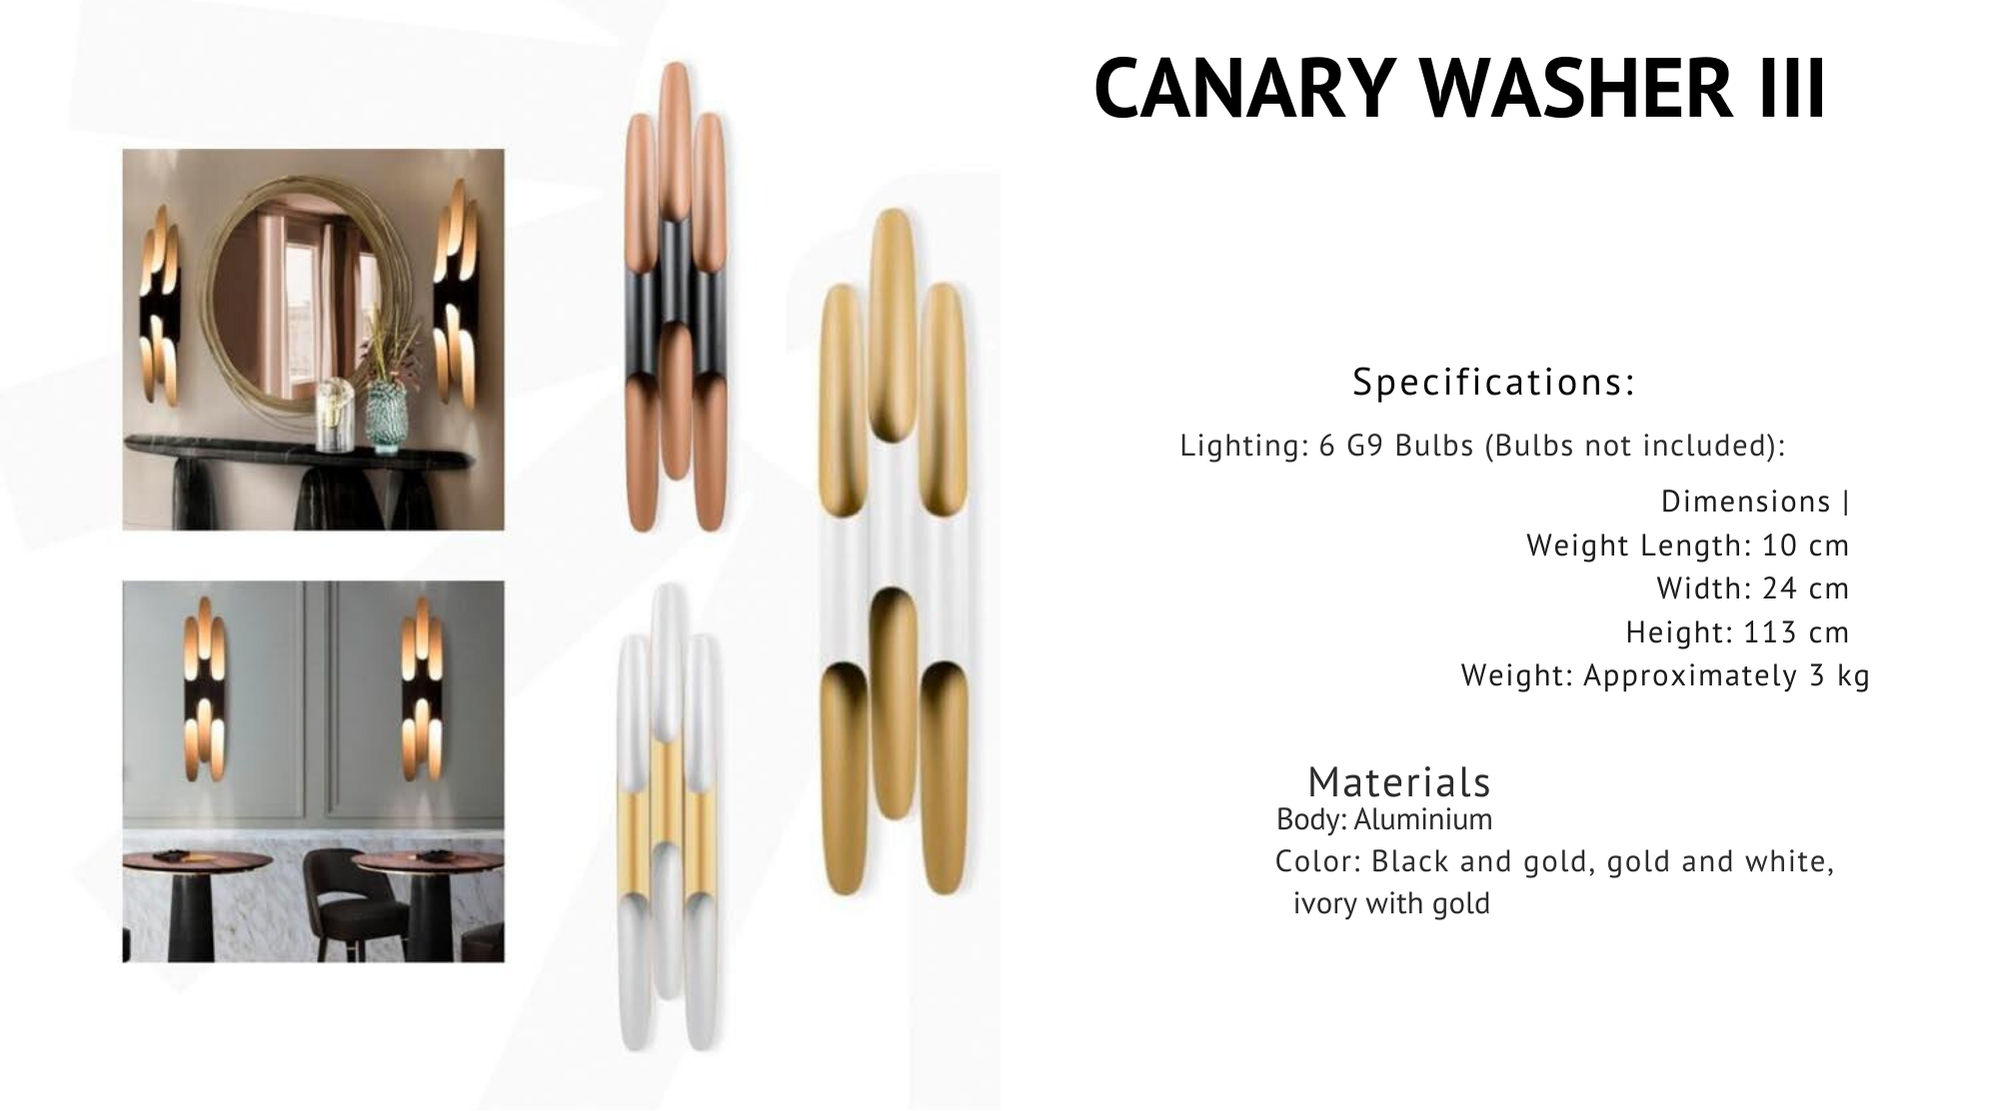 CANARY WASHER III
Specifications:
Lighting: 6 G9 Bulbs (Bulbs not included):
Dimensions |
Weight Length: 10 cm
Width: 24 cm
Height: 113 cm
Weight: Approximately 3 kg
Materials
Body: Aluminium
Color: Black and gold, gold and white,
ivory with gold